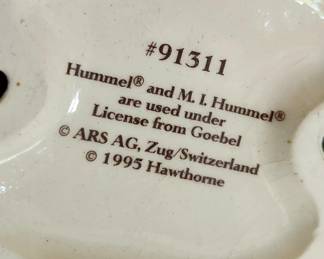 #91311
Hummel® and M. I. Hummel®
are used under
License from Goebel
© ARS AG, Zug/Switzerland
© 1995 Hawthorne